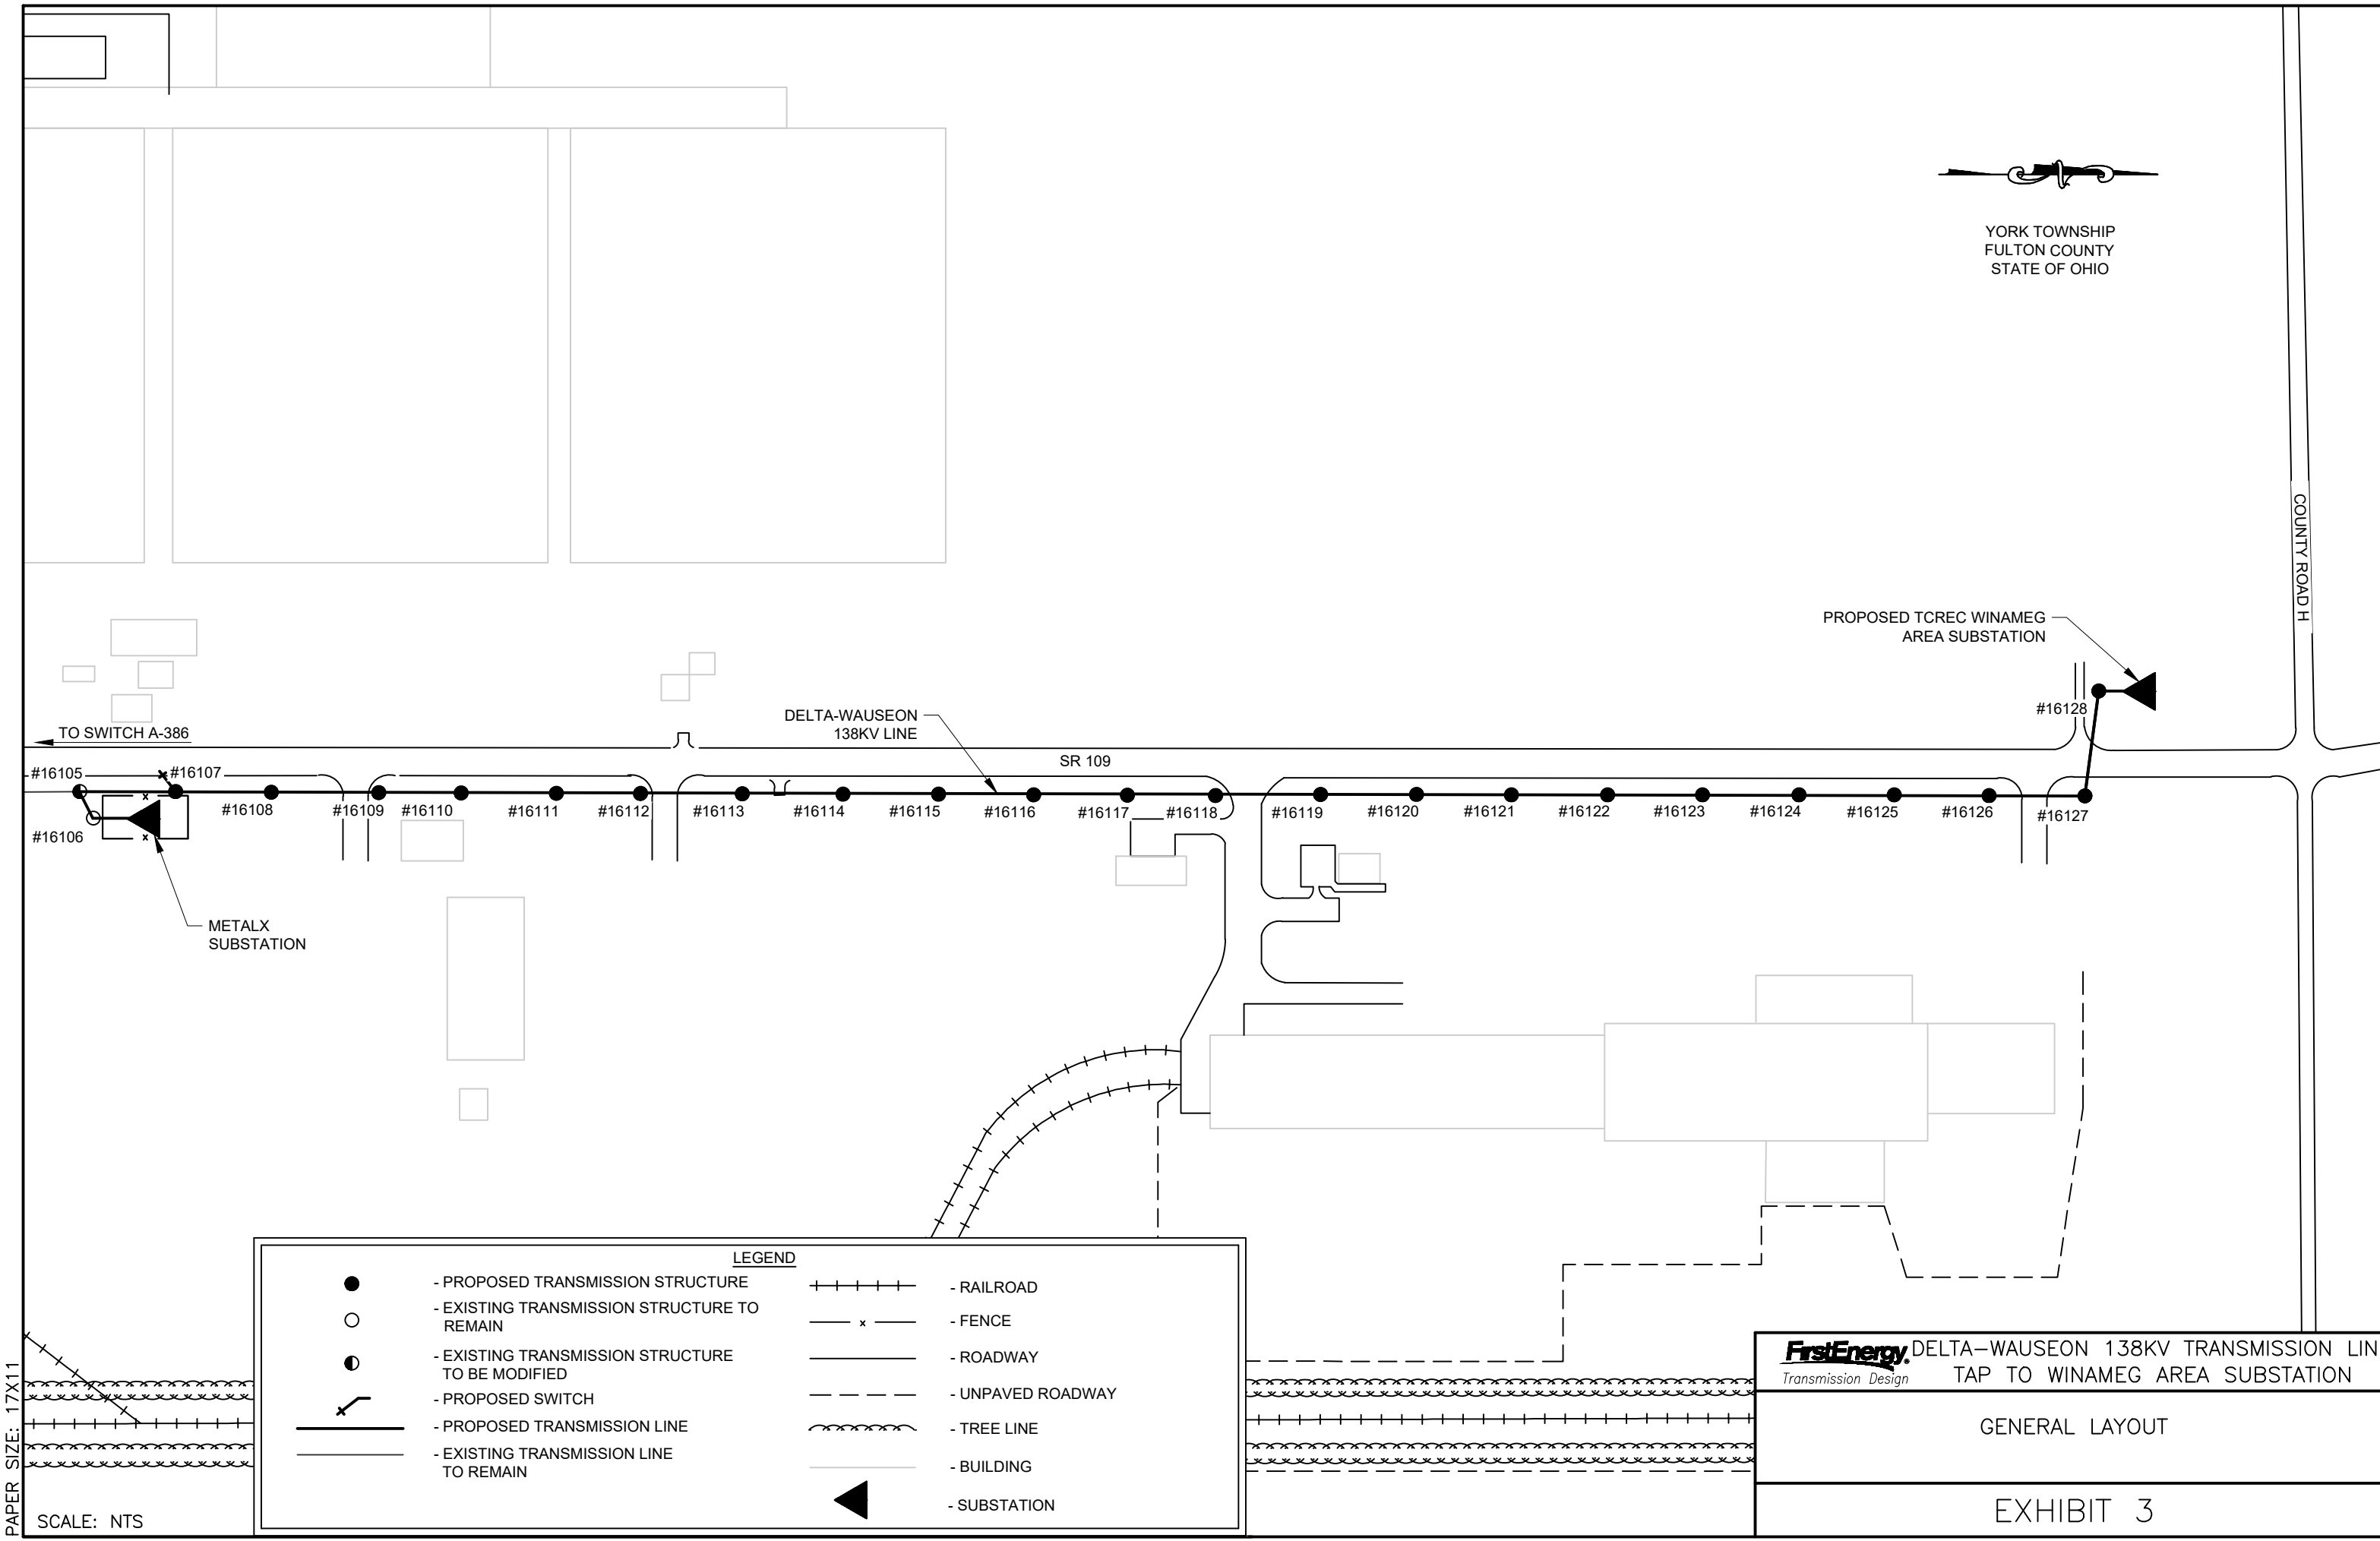 YORK TOWNSHIP
FULTON COUNTY
STATE OF OHIO
COUNTY ROAD H
PROPOSED TCREC WINAMEG
AREA SUBSTATION
#16128
DELTA-WAUSEON
138KV LINE
TO SWITCH A-386
SR 109
#16105
#16107
#16106
#16108
#16109
#16110
#16111
#16112
#16113
#16114
#16115
#16116
#16117
#16118
#16119
#16120
#16121
#16122
#16123
#16124
#16125
#16126
#16127
METALX
SUBSTATION
LEGEND
- PROPOSED TRANSMISSION STRUCTURE
- EXISTING TRANSMISSION STRUCTURE TO
REMAIN
- EXISTING TRANSMISSION STRUCTURE
TO BE MODIFIED
- PROPOSED SWITCH
- PROPOSED TRANSMISSION LINE
- EXISTING TRANSMISSION LINE
TO REMAIN
- RAILROAD
- FENCE
- ROADWAY
- UNPAVED ROADWAY
- TREE LINE
- BUILDING
- SUBSTATION
PAPER SIZE: 17X11
SCALE: NTS
FirstEnergy
Transmission Design
DELTA-WAUSEON 138KV TRANSMISSION LIN
TAP TO WINAMEG AREA SUBSTATION
GENERAL LAYOUT
EXHIBIT 3